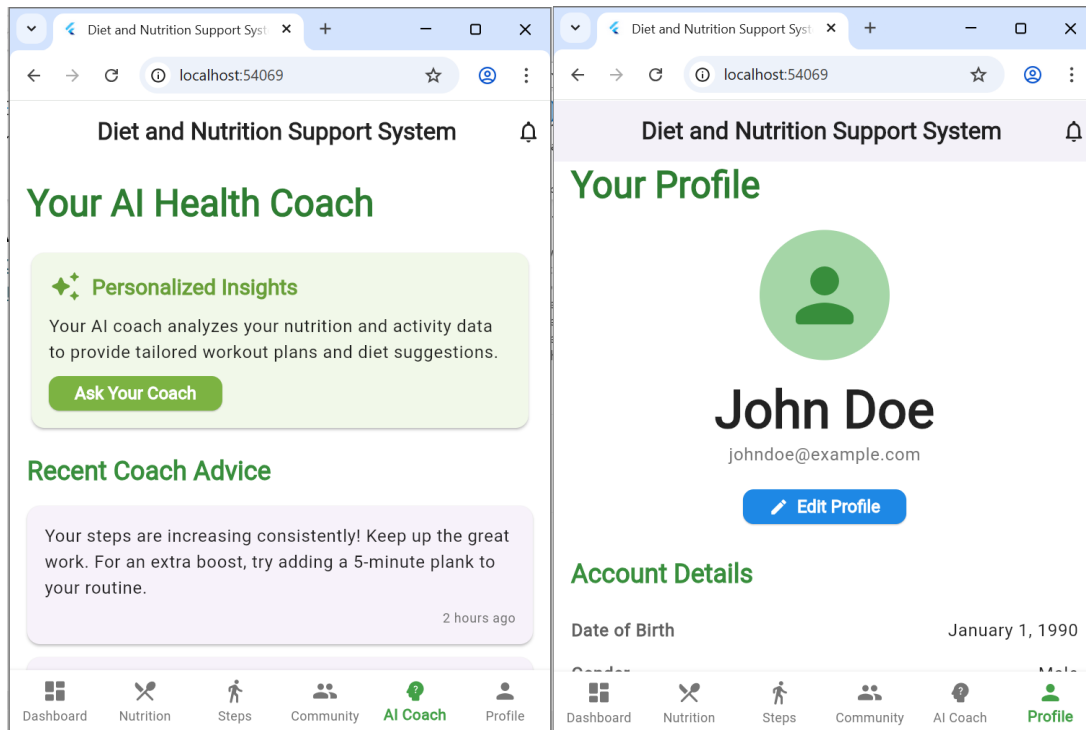 Diet and Nutrition Support Syst
localhost:54069
Diet and Nutrition Support System
Your AI Health Coach
Personalized Insights
Your AI coach analyzes your nutrition and activity data
to provide tailored workout plans and diet suggestions.
Ask Your Coach
Recent Coach Advice
Your steps are increasing consistently! Keep up the great
work. For an extra boost, try adding a 5-minute plank to
your routine.
2 hours ago
Dashboard
Nutrition
Steps
Community
AI Coach
Profile
Diet and Nutrition Support Syst
localhost:54069
Diet and Nutrition Support System
Your Profile
John Doe
johndoe@example.com
Edit Profile
Account Details
Date of Birth January 1, 1990
Gender Male
Dashboard
Nutrition
Steps
Community
AI Coach
Profile